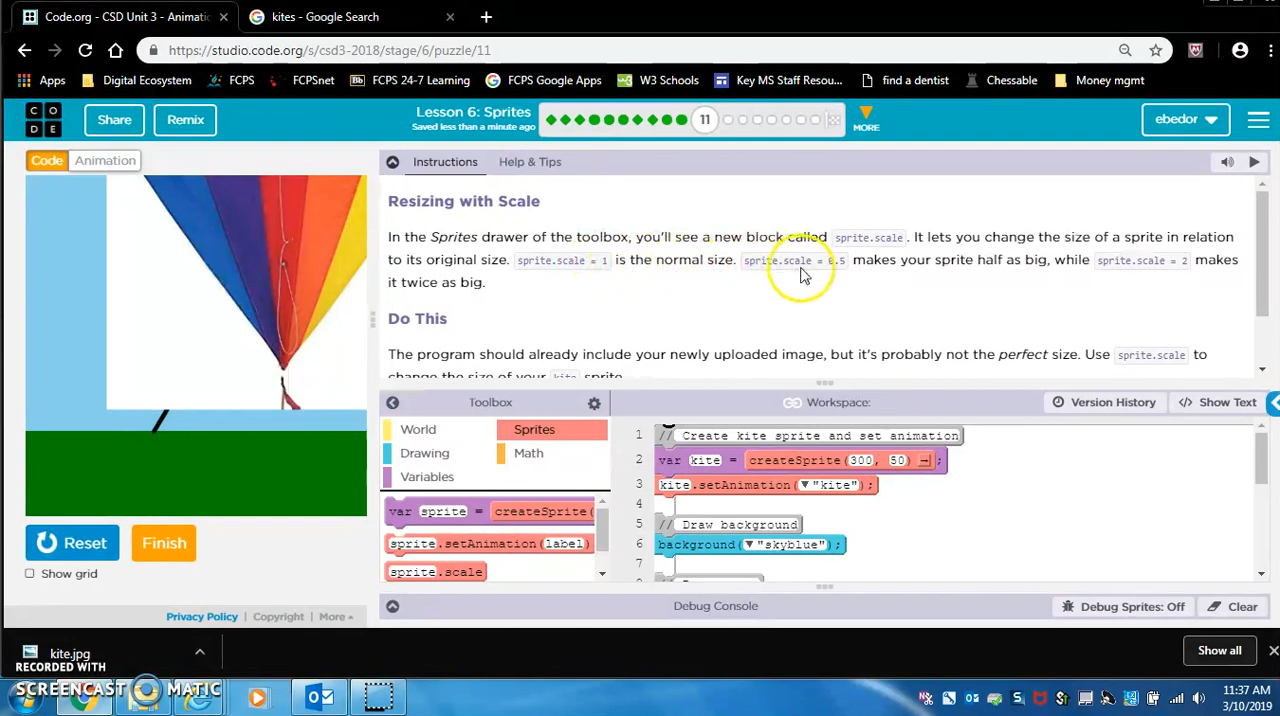 Code.org - CSD Unit 3 - Animatio
kites - Google Search
https://studio.code.org/s/csd3-2018/stage/6/puzzle/11
Apps
Digital Ecosystem
FCPS
FCPSnet
Bb FCPS 24-7 Learning
FCPS Google Apps
W3 Schools
Key MS Staff Resou...
find a dentist
Chessable
Money mgmt
C O
D E
Share
Remix
Lesson 6: Sprites
Saved less than a minute ago
11
MORE
ebedor
Code
Animation
Instructions
Help & Tips
Resizing with Scale
In the Sprites drawer of the toolbox, you'll see a new block called sprite.scale. It lets you change the size of a sprite in relation
to its original size. sprite.scale = 1 is the normal size. sprite.scale = 0.5 makes your sprite half as big, while sprite.scale = 2 makes
it twice as big.
Do This
The program should already include your newly uploaded image, but it's probably not the perfect size. Use sprite.scale to
change the size of your kite sprite.
Toolbox
Workspace:
Version History
</> Show Text
World
Sprites
Drawing
Math
Variables
var sprite = createSprite(
sprite.setAnimation(label)
sprite.scale
1 // Create kite sprite and set animation
2 var kite = createSprite(300, 50);
3 kite.setAnimation("kite");
4
5 // Draw background
6 background("skyblue");
7
8
Reset
Finish
Show grid
Privacy Policy
Copyright
More
Debug Console
Debug Sprites: Off
Clear
kite.jpg
Show all
RECORDED WITH
SCREENCAST MATIC
11:37 AM
3/10/2019